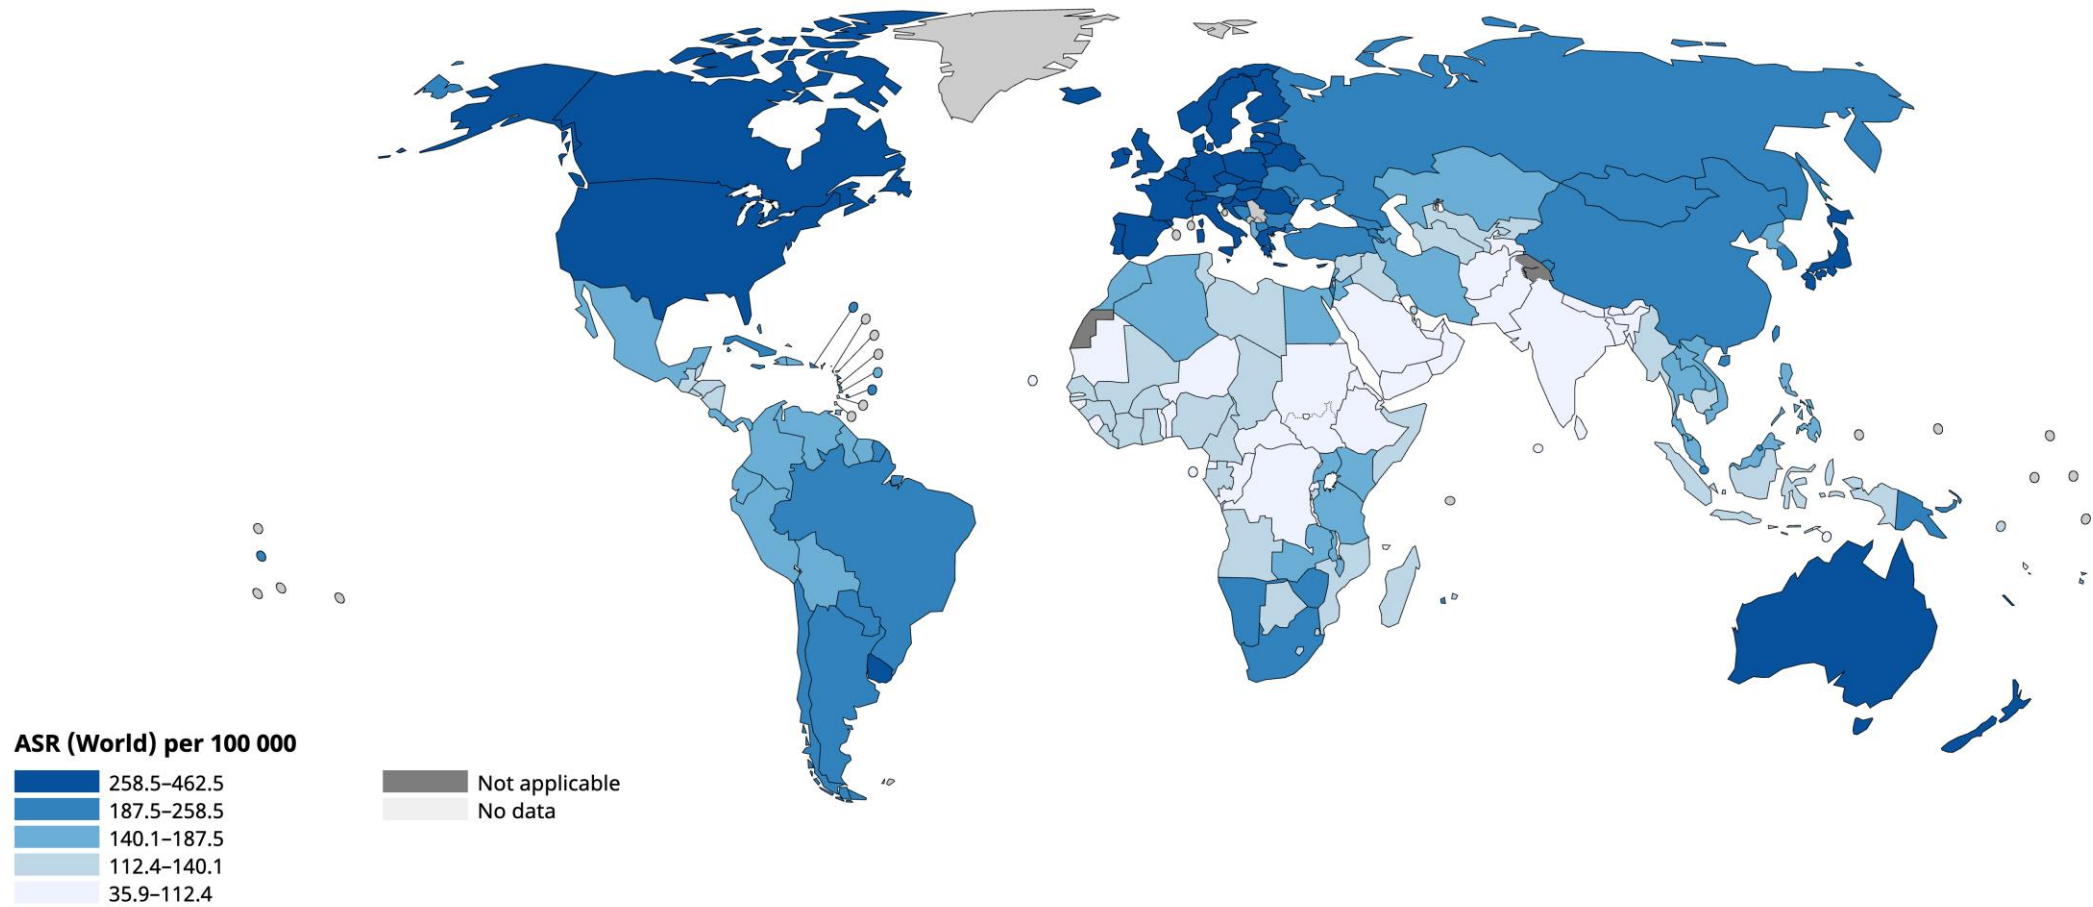 ASR (World) per 100 000
258.5–462.5
187.5–258.5
140.1–187.5
112.4–140.1
35.9–112.4
Not applicable
No data